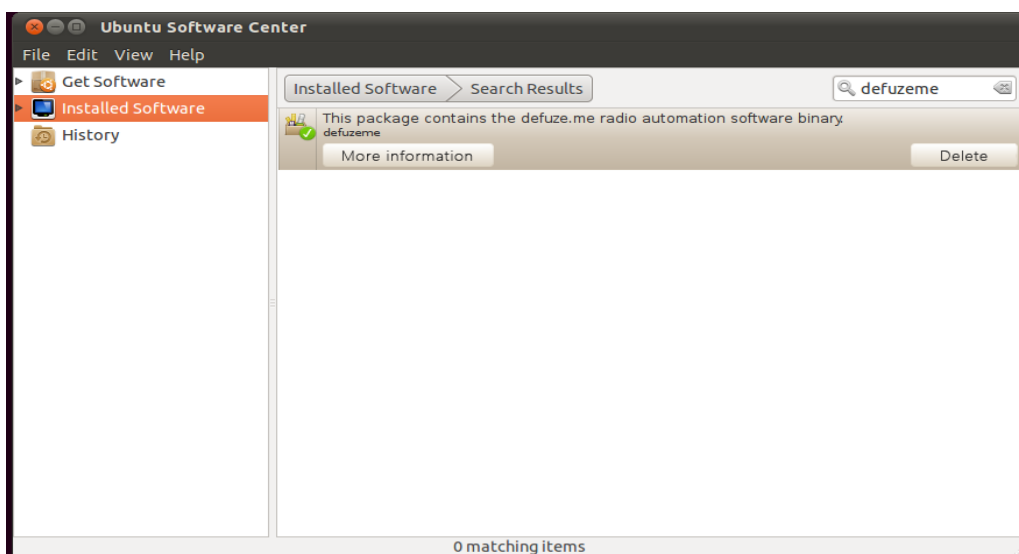 Ubuntu Software Center
File Edit View Help
Get Software
Installed Software
History
Installed Software Search Results
defuzeme
This package contains the defuze.me radio automation software binary.
defuzeme
More information
Delete
0 matching items